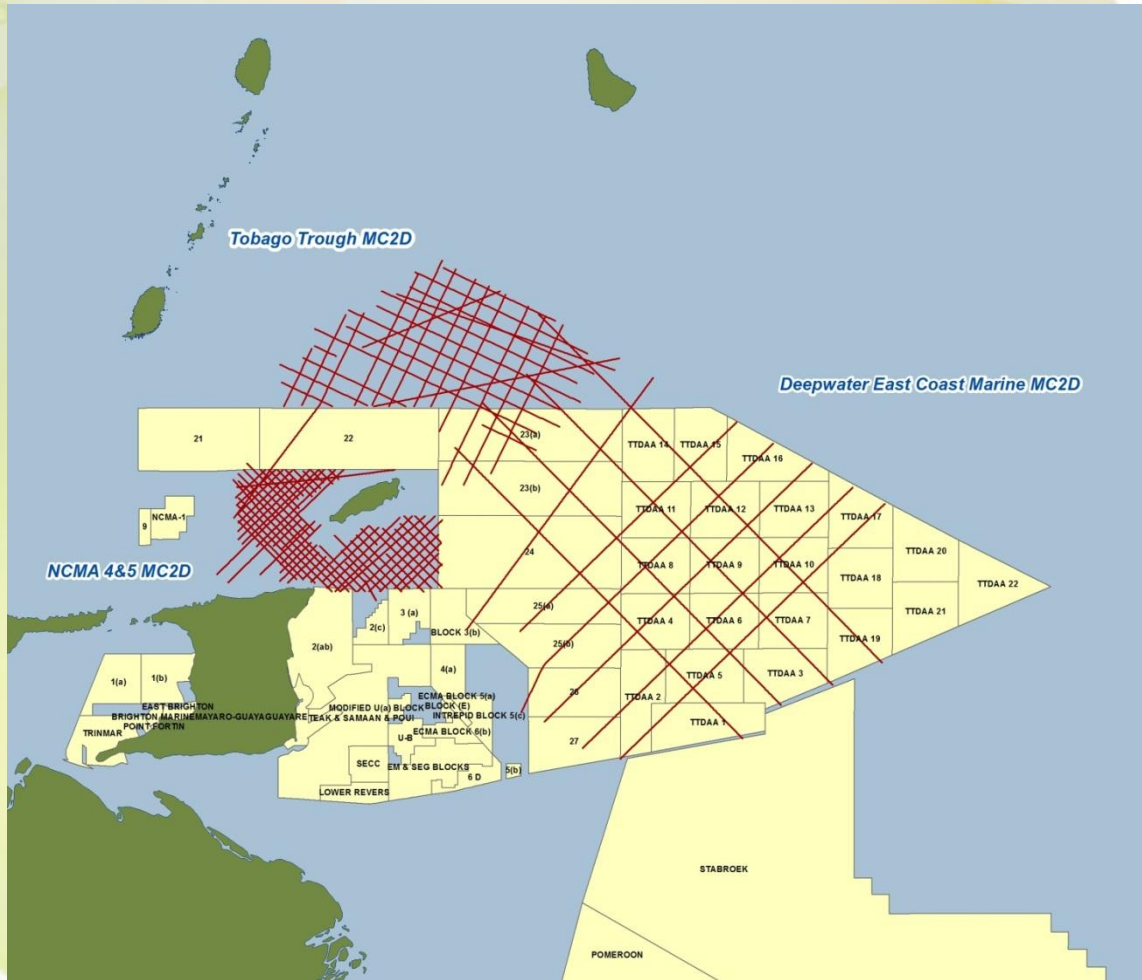 Tobago Trough MC2D
Deepwater East Coast Marine MC2D
21
22
23(a)
TTDAA 14
TTDAA 15
TTDAA 16
23(b)
NCMA-1
9
TTDAA 11
TTDAA 12
TTDAA 13
TTDAA 17
24
TTDAA 20
NCMA 4&5 MC2D
TTDAA 8
TTDAA 9
TTDAA 10
TTDAA 18
TTDAA 22
25(a)
3 (a)
2(c)
BLOCK 3(b)
TTDAA 4
TTDAA 6
TTDAA 7
TTDAA 21
2(ab)
25(b)
TTDAA 19
4(a)
1(a)
1(b)
TTDAA 5
TTDAA 3
26
TTDAA 2
ECMA BLOCK 5(a)
EAST BRIGHTON
MODIFIED U(a) BLOCK
BLOCK (E)
BRIGHTON MARINE
MAYARO-GUAYAGUAYARE
TEAK & SAMAAN & POUI
INTREPID BLOCK 5(c)
TTDAA 1
POINT FORTIN
TRINMAR
U-B
ECMA BLOCK 6(b)
27
SECC
EM & SEG BLOCKS
5(b)
6 D
LOWER REVERS
STABROEK
POMEROON